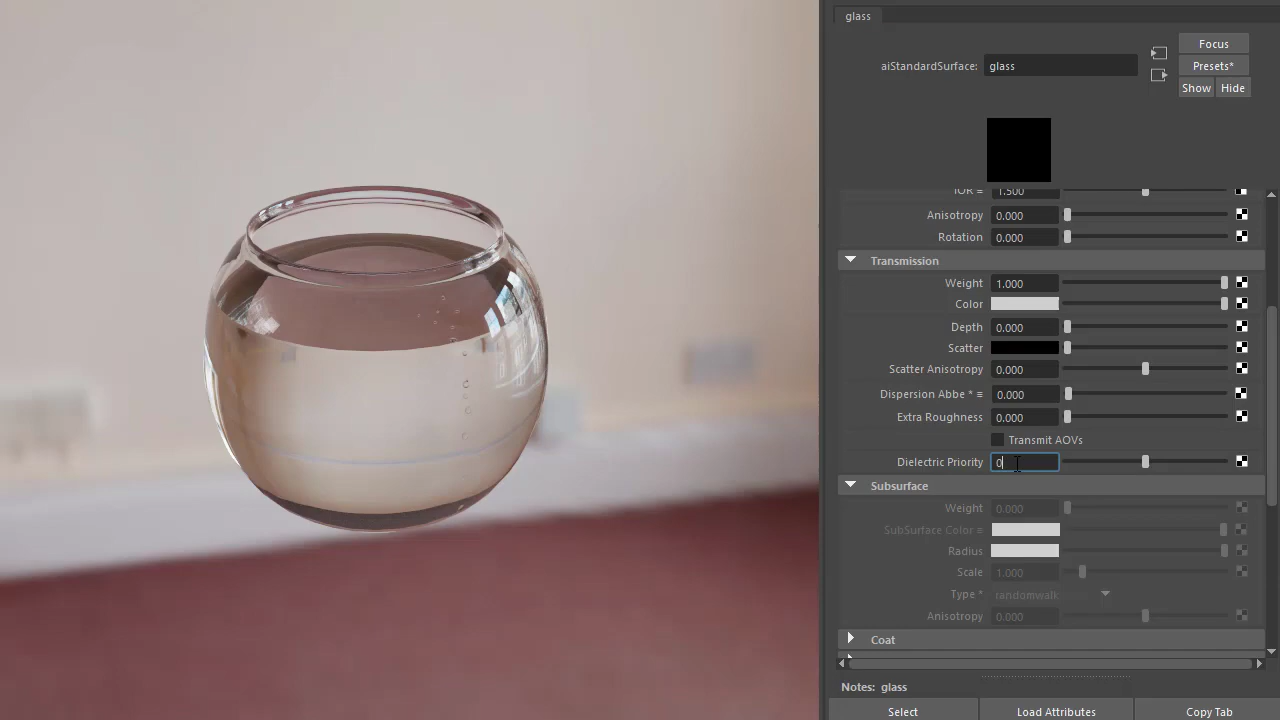 glass
Focus
aiStandardSurface: glass
Presets*
Show Hide
IOR = 1.500
Anisotropy 0.000
Rotation 0.000
Transmission
Weight 1.000
Color
Depth 0.000
Scatter
Scatter Anisotropy 0.000
Dispersion Abbe * = 0.000
Extra Roughness 0.000
Transmit AOVs
Dielectric Priority 0
Subsurface
Weight 0.000
SubSurface Color =
Radius
Scale 1.000
Type * randomwalk
Anisotropy 0.000
Coat
Notes: glass
Select Load Attributes Copy Tab